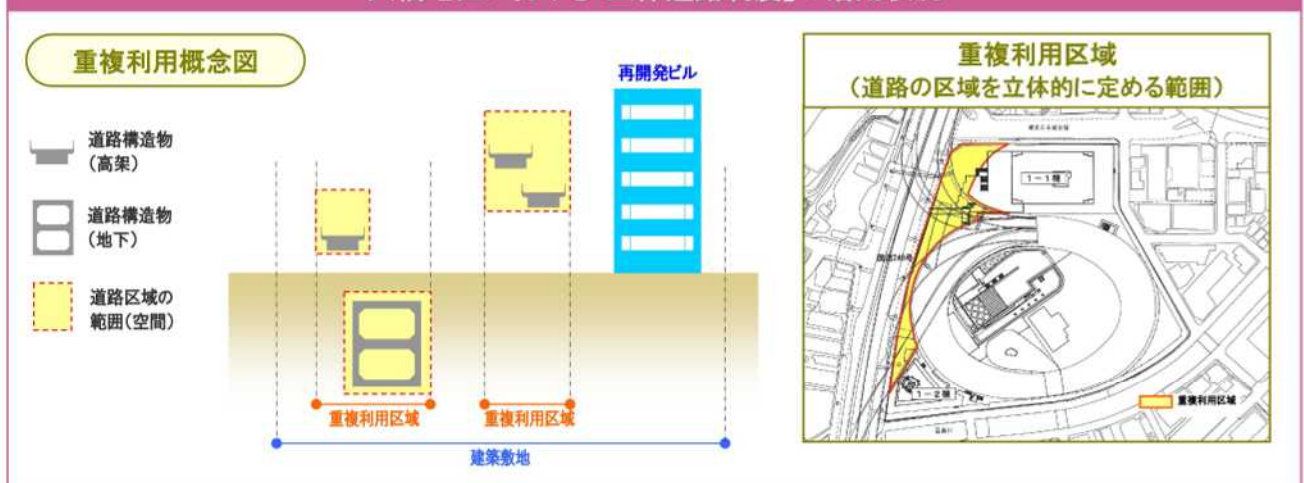 重複利用概念図
道路構造物
(高架)
道路構造物
(地下)
道路区域の
範囲(空間)
再開発ビル
重複利用区域
重複利用区域
建築敷地
重複利用区域
(道路の区域を立体的に定める範囲)
1-1棟
1-2棟
重複利用区域